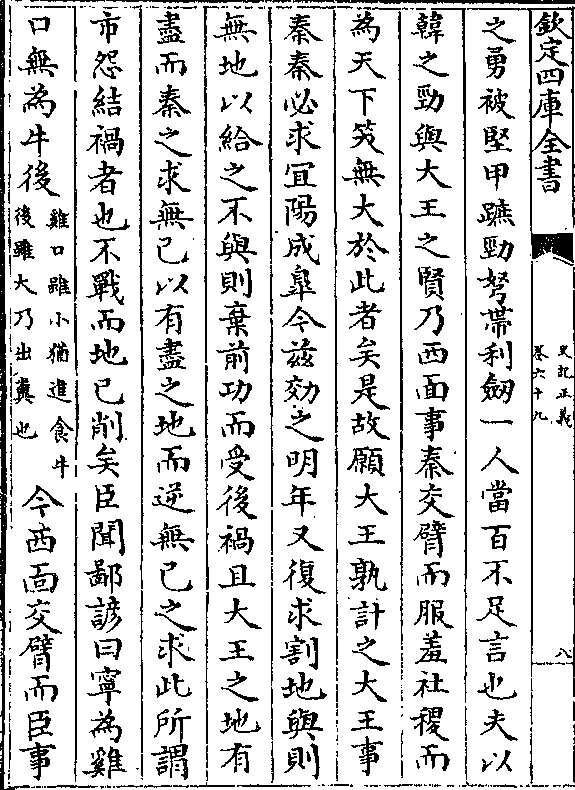 欽定四庫全書
史記正義
卷六十九
八
之勇被堅甲蹠勁弩帶利劒一人當百不足言也夫以
韓之勁與大王之賢乃西面事秦交臂而服羞社稷而
為天下笑無大於此者矣是故願大王孰計之大王事
秦秦必求宜陽成臯今茲効之明年又復求割地與則
無地以給之不與則棄前功而受後禍且大王之地有
盡而秦之求無已以有盡之地而逆無已之求此所謂
市怨結禍者也不戰而地已削矣臣聞鄙諺曰寧為雞
口無為牛後雞口雖小猶進食牛後雖大乃出糞也今西面交臂而臣事